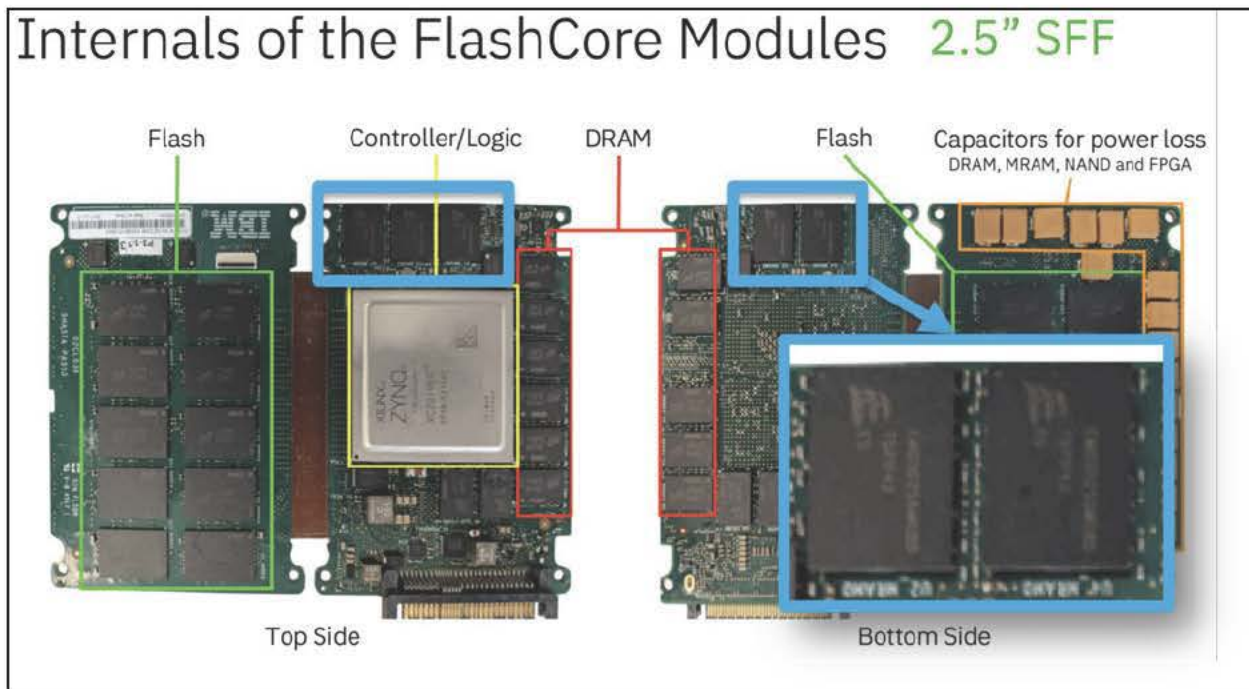 Internals of the FlashCore Modules 2.5” SFF
Flash
Controller/Logic
DRAM
Flash
Capacitors for power loss
DRAM, MRAM, NAND and FPGA
IBM®
XILINX
ZYNQ
Top Side
Bottom Side